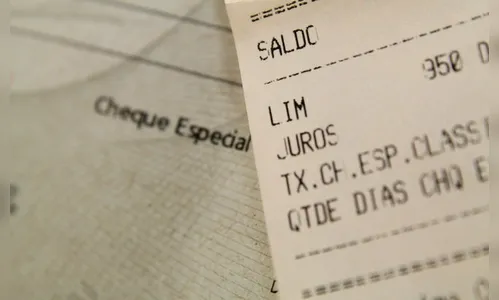 SALDO
950 D
LIM
JUROS
TX.CH.ESP.CLASS
QTDE DIAS CHQ E
Cheque Especial